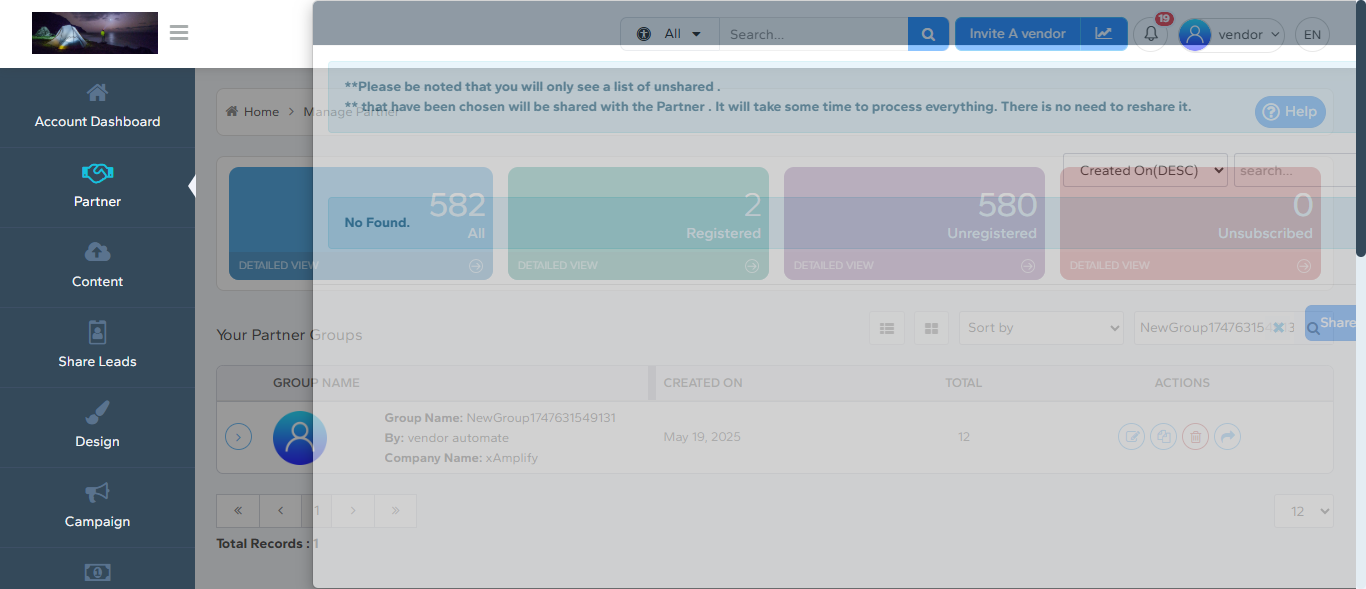 All
Search...
Invite A vendor
19
vendor
EN
Account Dashboard
Partner
Content
Share Leads
Design
Campaign
**Please be noted that you will only see a list of unshared .
** that have been chosen will be shared with the Partner . It will take some time to process everything. There is no need to reshare it.
Home > Manage Partner
Help
Created On(DESC)
search...
No Found.
582
All
DETAILED VIEW
2
Registered
DETAILED VIEW
580
Unregistered
DETAILED VIEW
0
Unsubscribed
DETAILED VIEW
Your Partner Groups
Sort by
Share
GROUP NAME CREATED ON TOTAL ACTIONS
Group Name: NewGroup1747631549131
By: vendor automate
Company Name: xAmplify
May 19, 2025
12
« < 1 > »
12
Total Records : 1